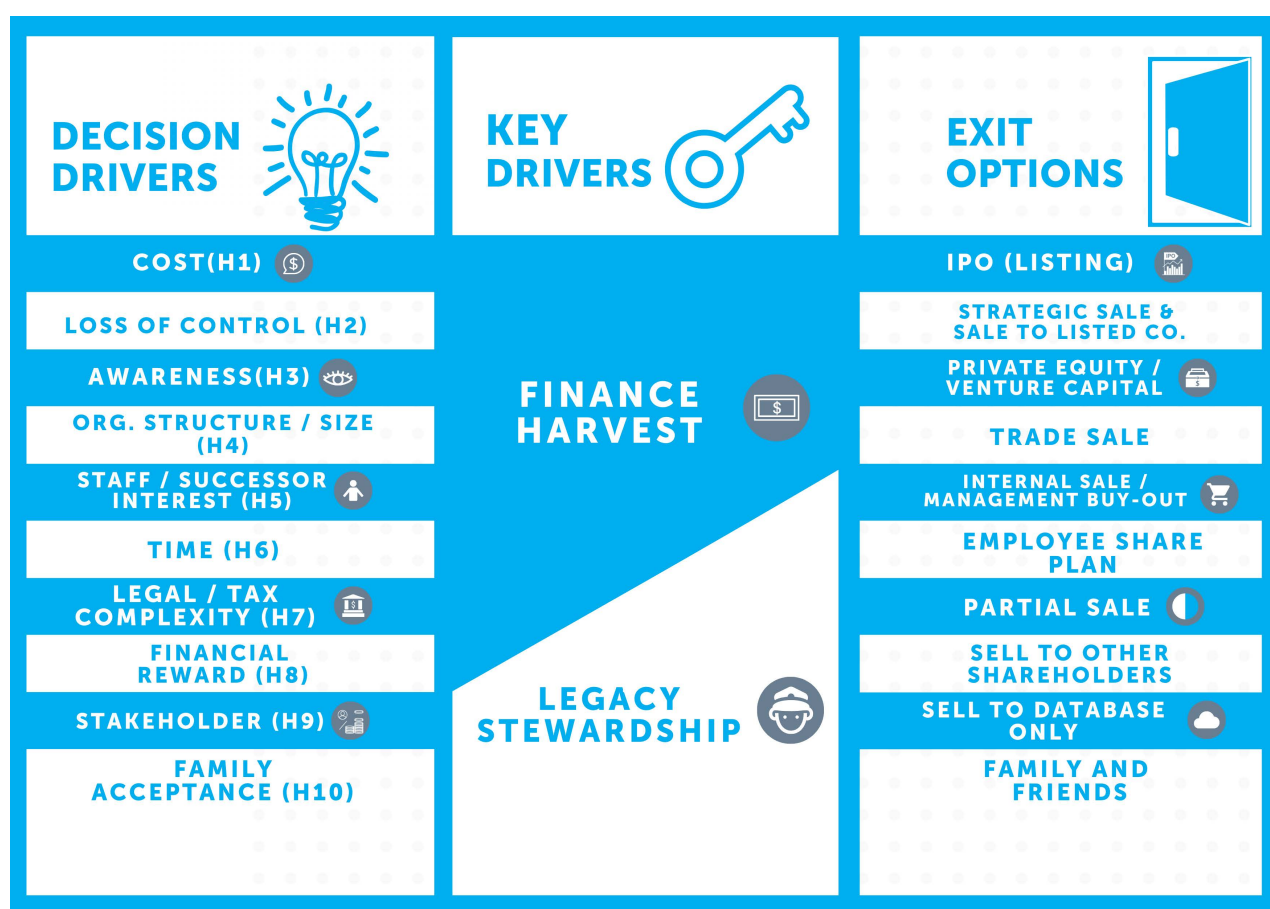 DECISION
DRIVERS
COST(H1)
LOSS OF CONTROL (H2)
AWARENESS(H3)
ORG. STRUCTURE / SIZE
(H4)
STAFF / SUCCESSOR
INTEREST (H5)
TIME (H6)
LEGAL / TAX
COMPLEXITY (H7)
FINANCIAL
REWARD (H8)
STAKEHOLDER (H9)
FAMILY
ACCEPTANCE (H10)
KEY
DRIVERS
FINANCE
HARVEST
$
LEGACY
STEWARDSHIP
EXIT
OPTIONS
IPO (LISTING)
IPO
STRATEGIC SALE &
SALE TO LISTED CO.
PRIVATE EQUITY /
VENTURE CAPITAL
TRADE SALE
INTERNAL SALE /
MANAGEMENT BUY-OUT
EMPLOYEE SHARE
PLAN
PARTIAL SALE
SELL TO OTHER
SHAREHOLDERS
SELL TO DATABASE
ONLY
FAMILY AND
FRIENDS